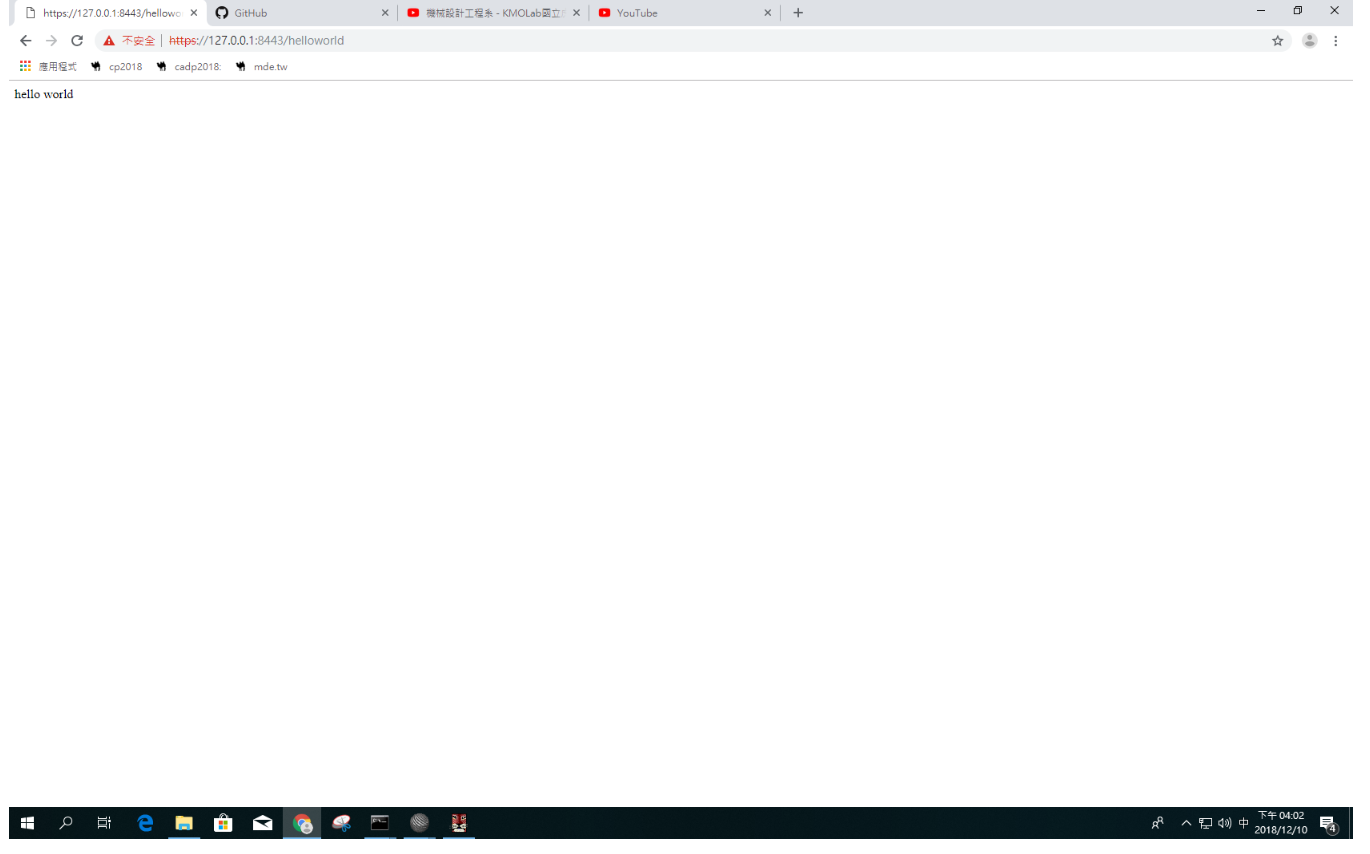 https://127.0.0.1:8443/hellowo
GitHub
機械設計工程系 - KMOLab國立
YouTube
不安全 | https://127.0.0.1:8443/helloworld
應用程式 cp2018 cadp2018: mde.tw
hello world
中
下午 04:02
2018/12/10
4